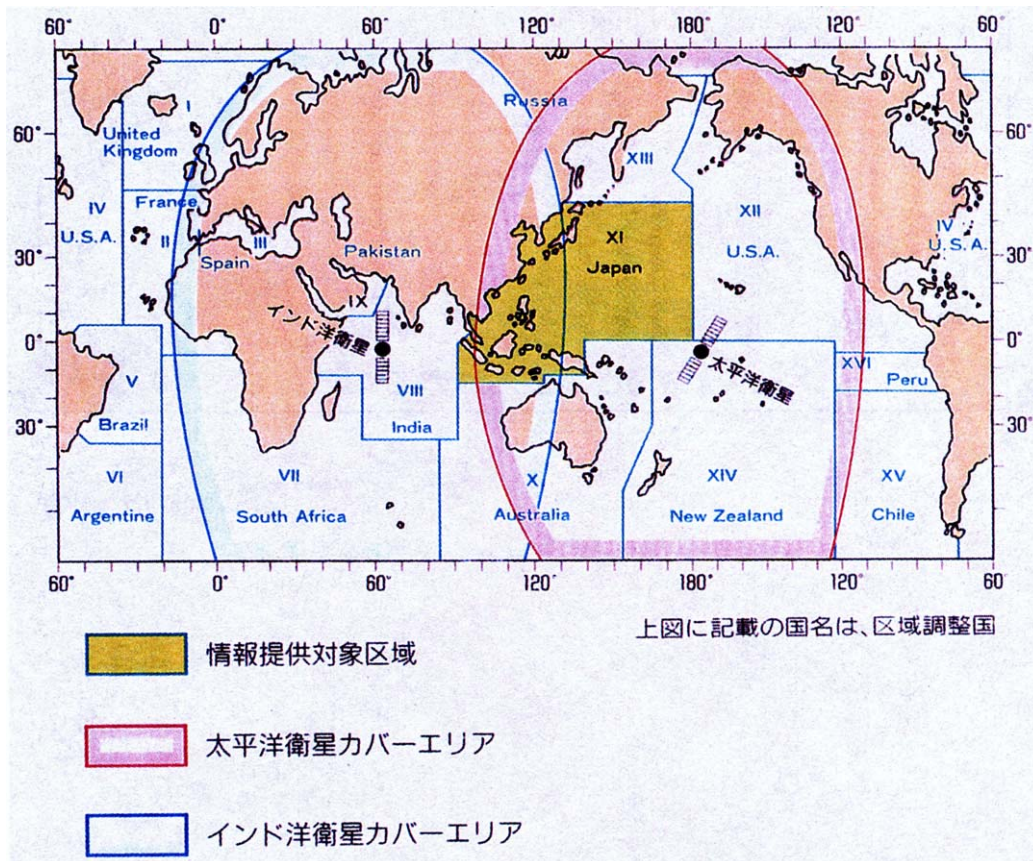 60° 0° 60° 120° 180° 120° 60°
I
United
Kingdom
Russia
60° 60°
XIII
IV
France
XII
IV
U.S.A.
II
III
Pakistan
XI
U.S.A.
U.S.A.
30° 30°
Spain
Japan
IX
インド洋衛星
0° 0°
太平洋衛星
XVI
V
VIII
Peru
Brazil
India
30° 30°
VI
VII
X
XIV
XV
Argentine
South Africa
Australia
New Zealand
Chile
60° 0° 60° 120° 180° 120° 60°
上図に記載の国名は、区域調整国
情報提供対象区域
太平洋衛星カバーエリア
インド洋衛星カバーエリア